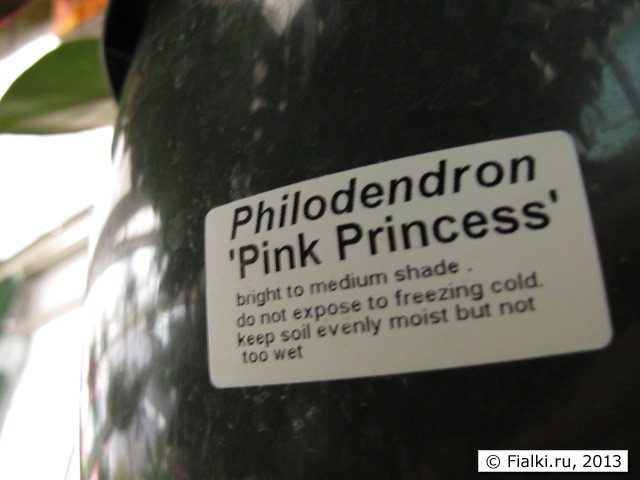 Philodendron
'Pink Princess'
bright to medium shade .
do not expose to freezing cold.
keep soil evenly moist but not
too wet
© Fialki.ru, 2013